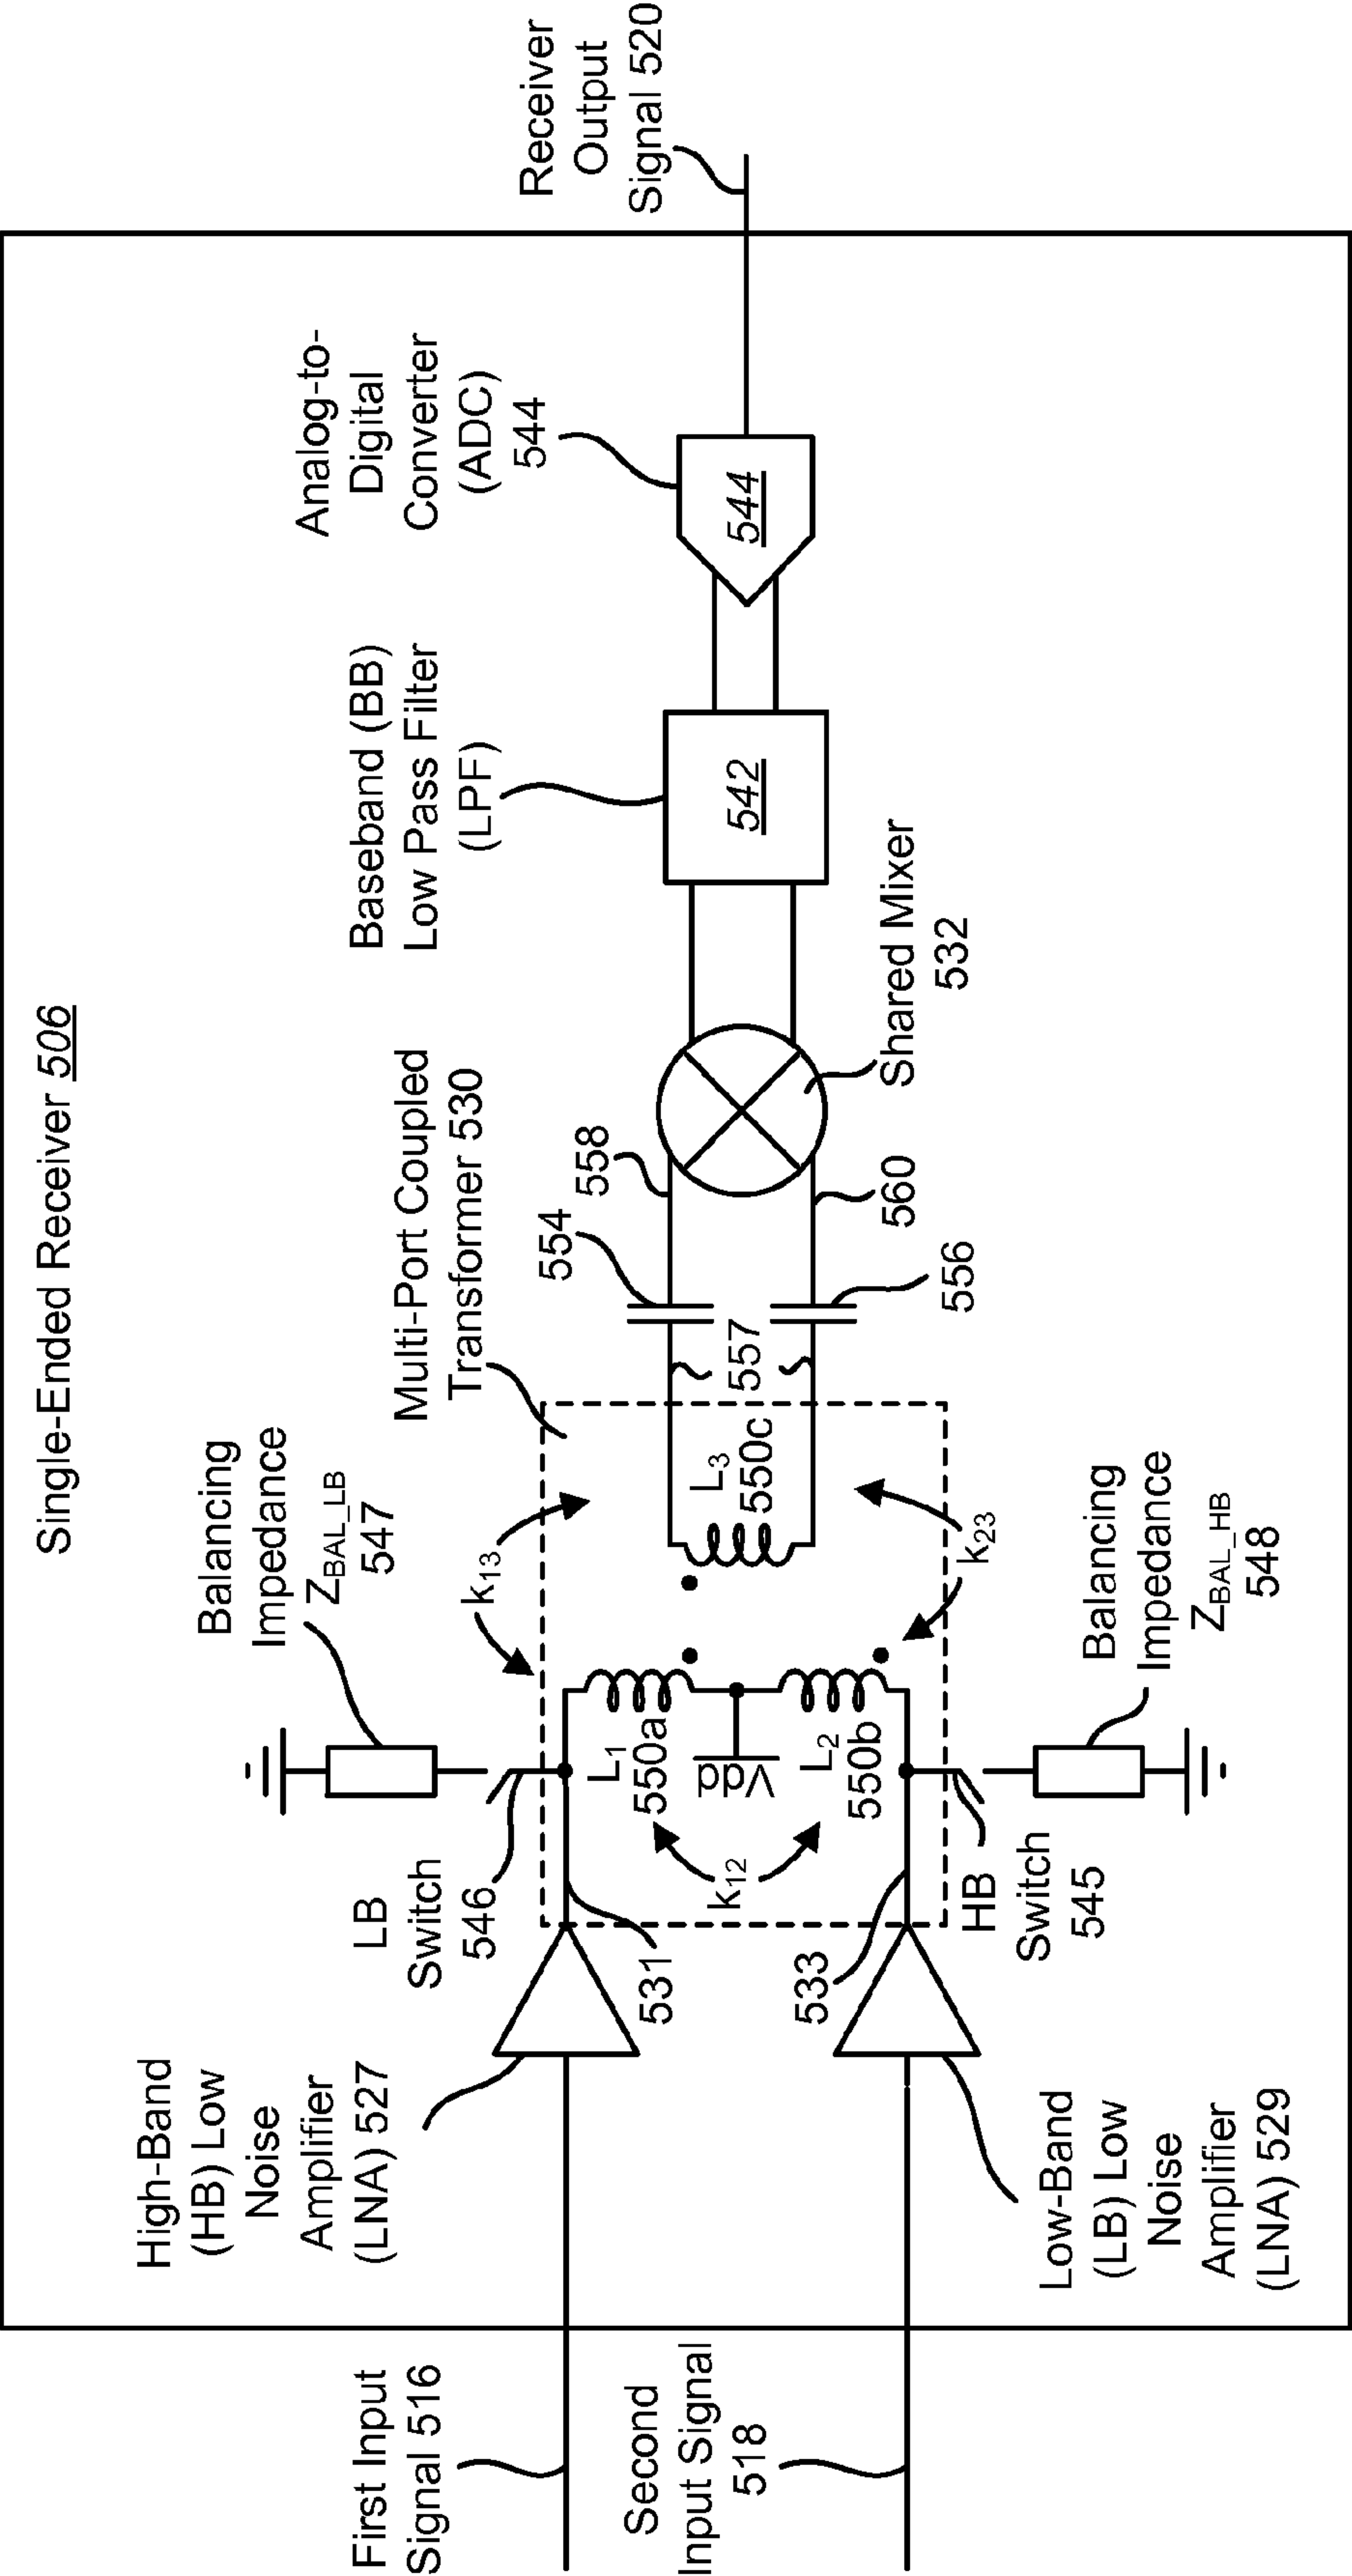 Single-Ended Receiver 506
First Input
Signal 516
Second
Input Signal
518
High-Band
(HB) Low
Noise
Amplifier
(LNA) 527
Low-Band
(LB) Low
Noise
Amplifier
(LNA) 529
LB
Switch
546
531
533
HB
Switch
545
Balancing
Impedance
Z_BAL_LB
547
Balancing
Impedance
Z_BAL_HB
548
k12
L1
550a
Vdd
L2
550b
k13
k23
L3
550c
Multi-Port Coupled
Transformer 530
557
554
556
558
560
Shared Mixer
532
Baseband (BB)
Low Pass Filter
(LPF)
542
Analog-to-
Digital
Converter
(ADC)
544
544
Receiver
Output
Signal 520